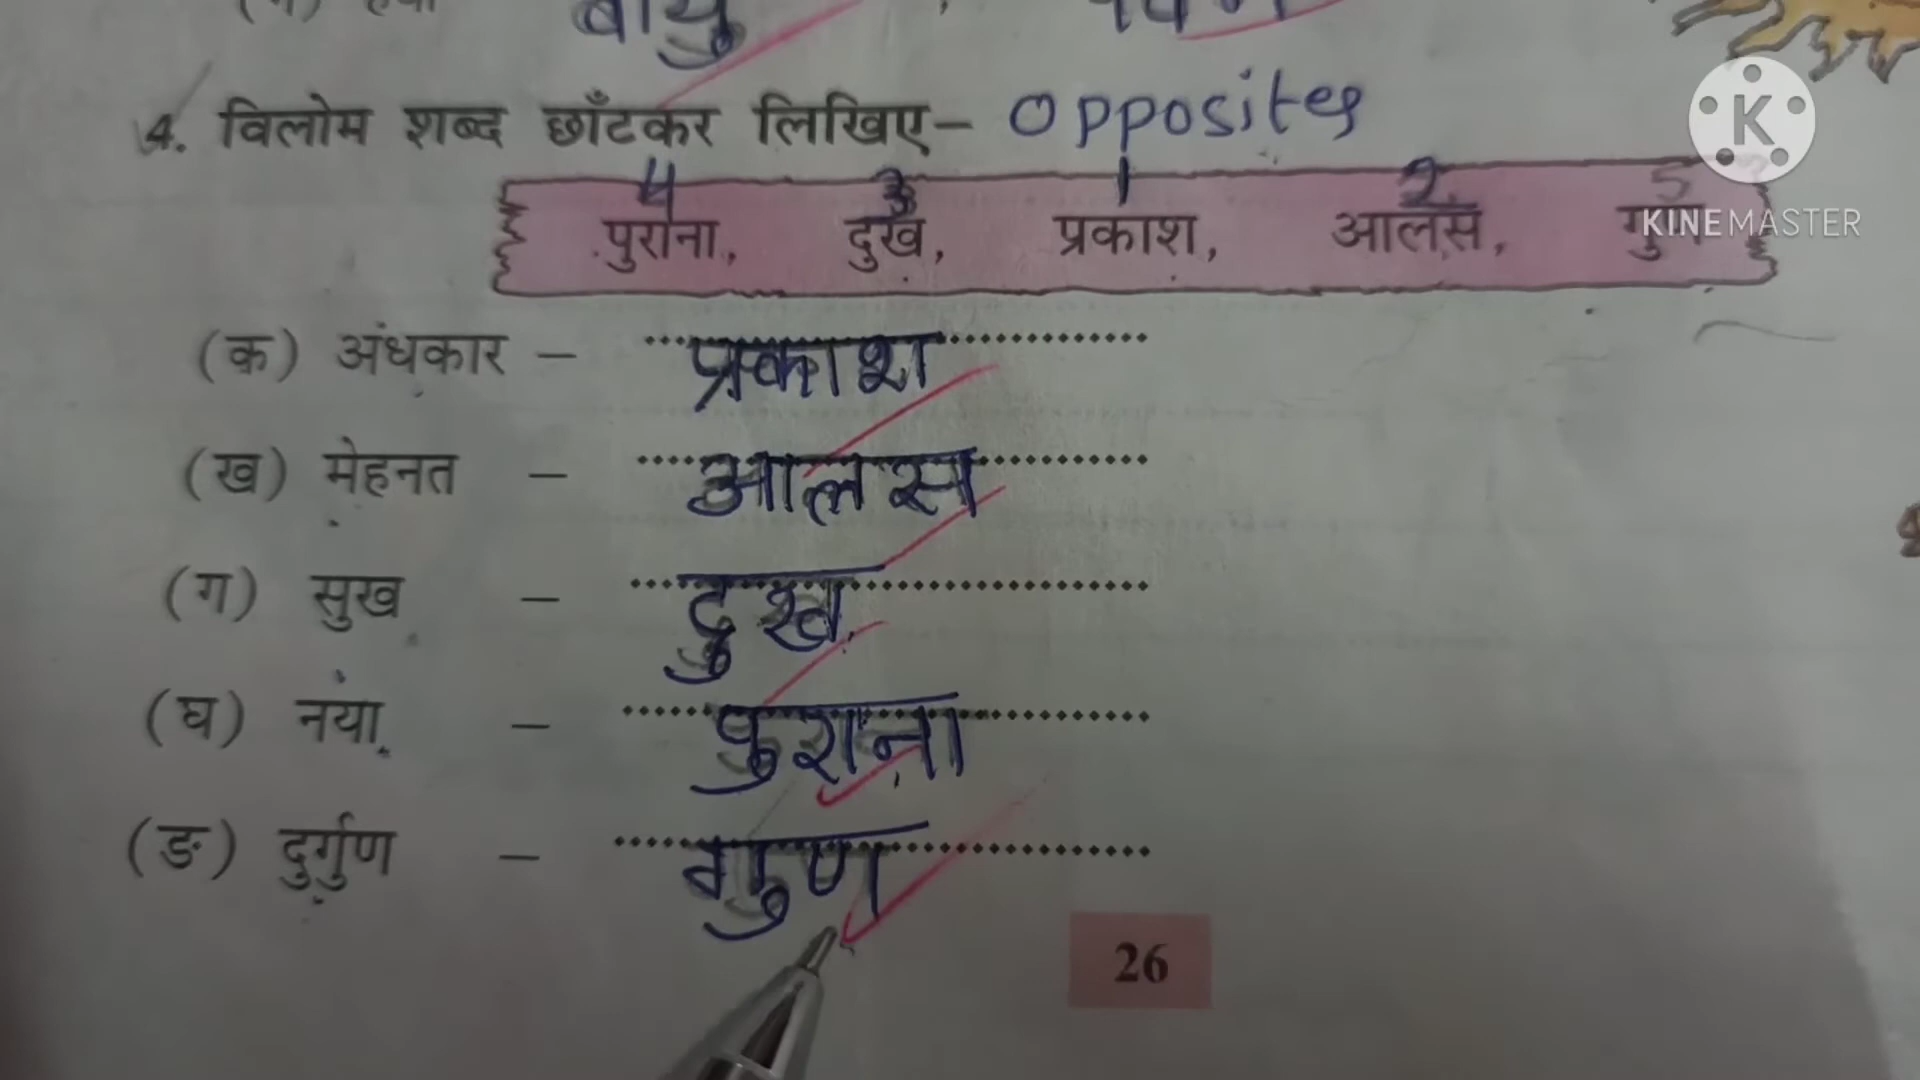 वायु
4. विलोम शब्द छाँटकर लिखिए– Opposites
4 3 1 2 5
पुराना, दुख, प्रकाश, आलस, गुण
KINEMASTER
(क) अंधकार – प्रकाश
(ख) मेहनत – आलस
(ग) सुख – दुख
(घ) नया – पुराना
(ङ) दुर्गुण – गुण
26